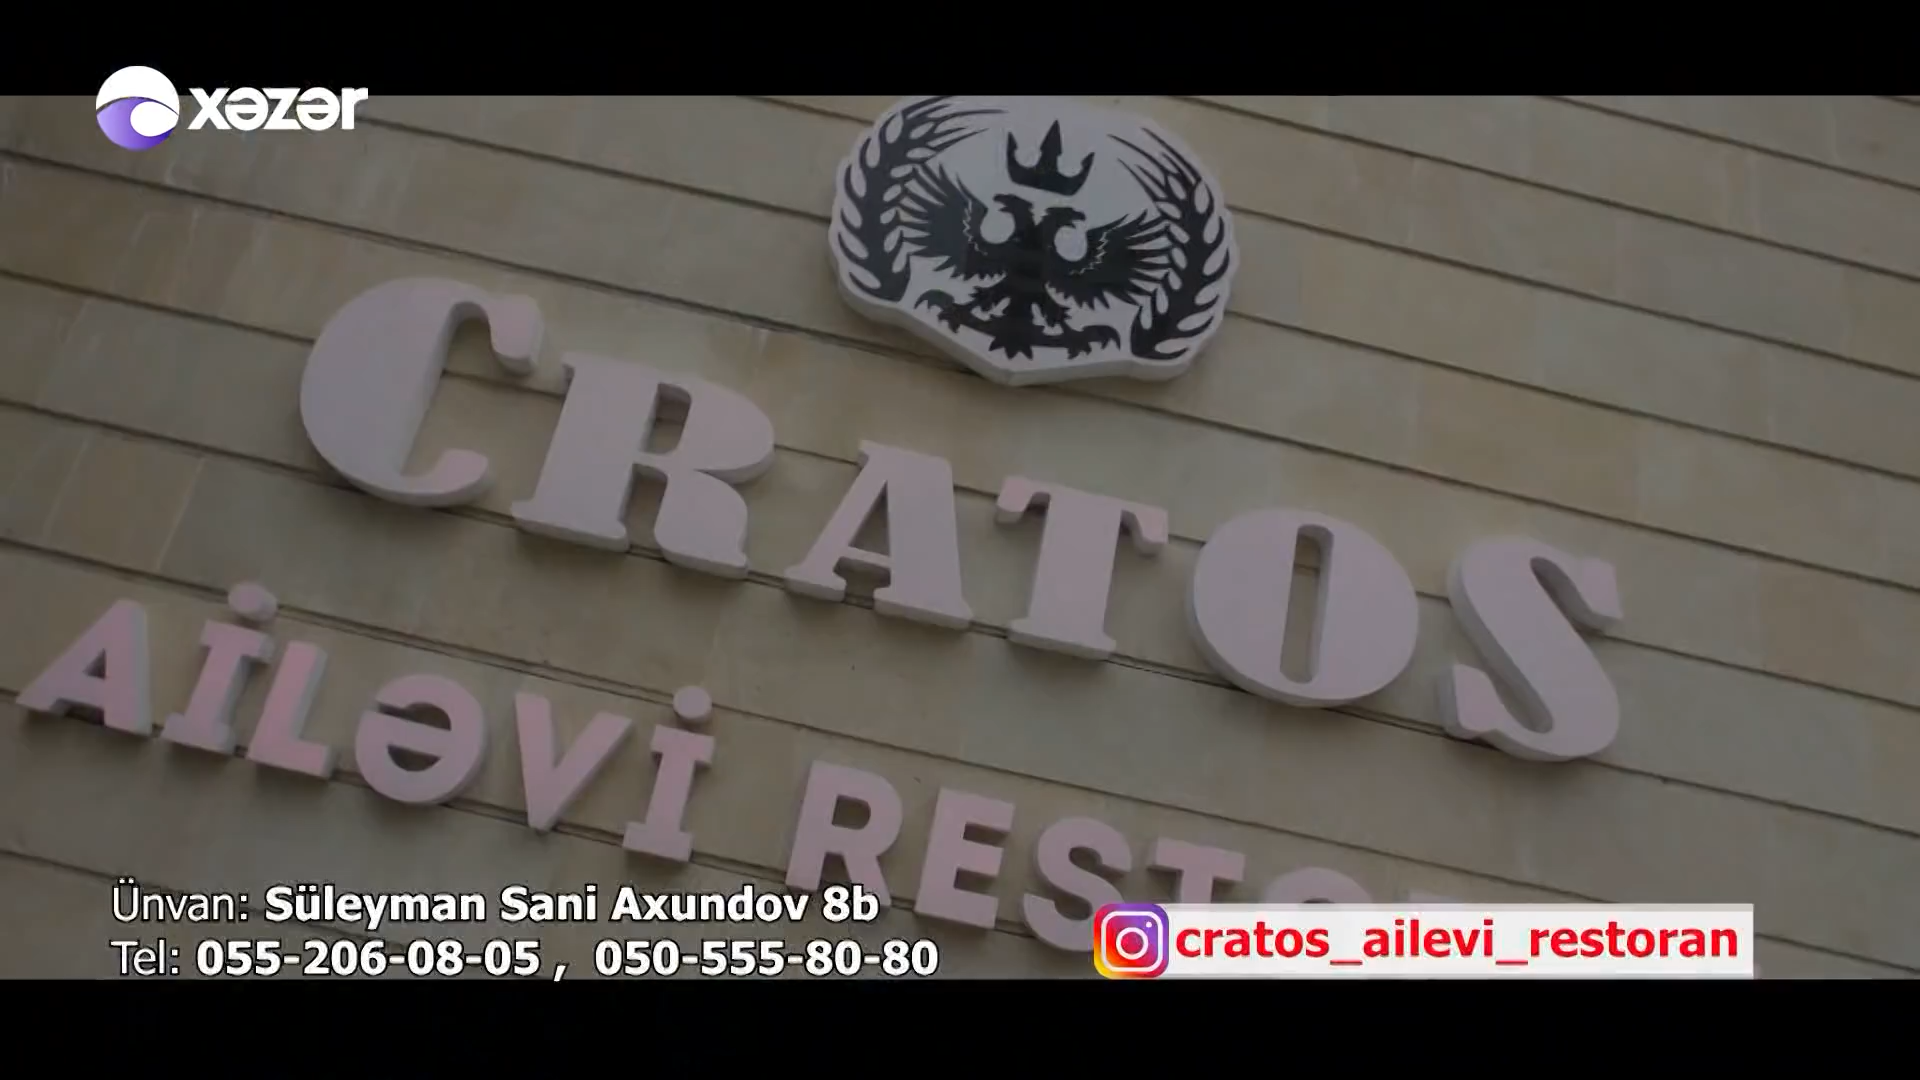 xəzər
CRATOS
AİLƏVİ
Ünvan: Süleyman Sani Axundov 8b
Tel: 055-206-08-05 , 050-555-80-80
cratos_ailevi_restoran